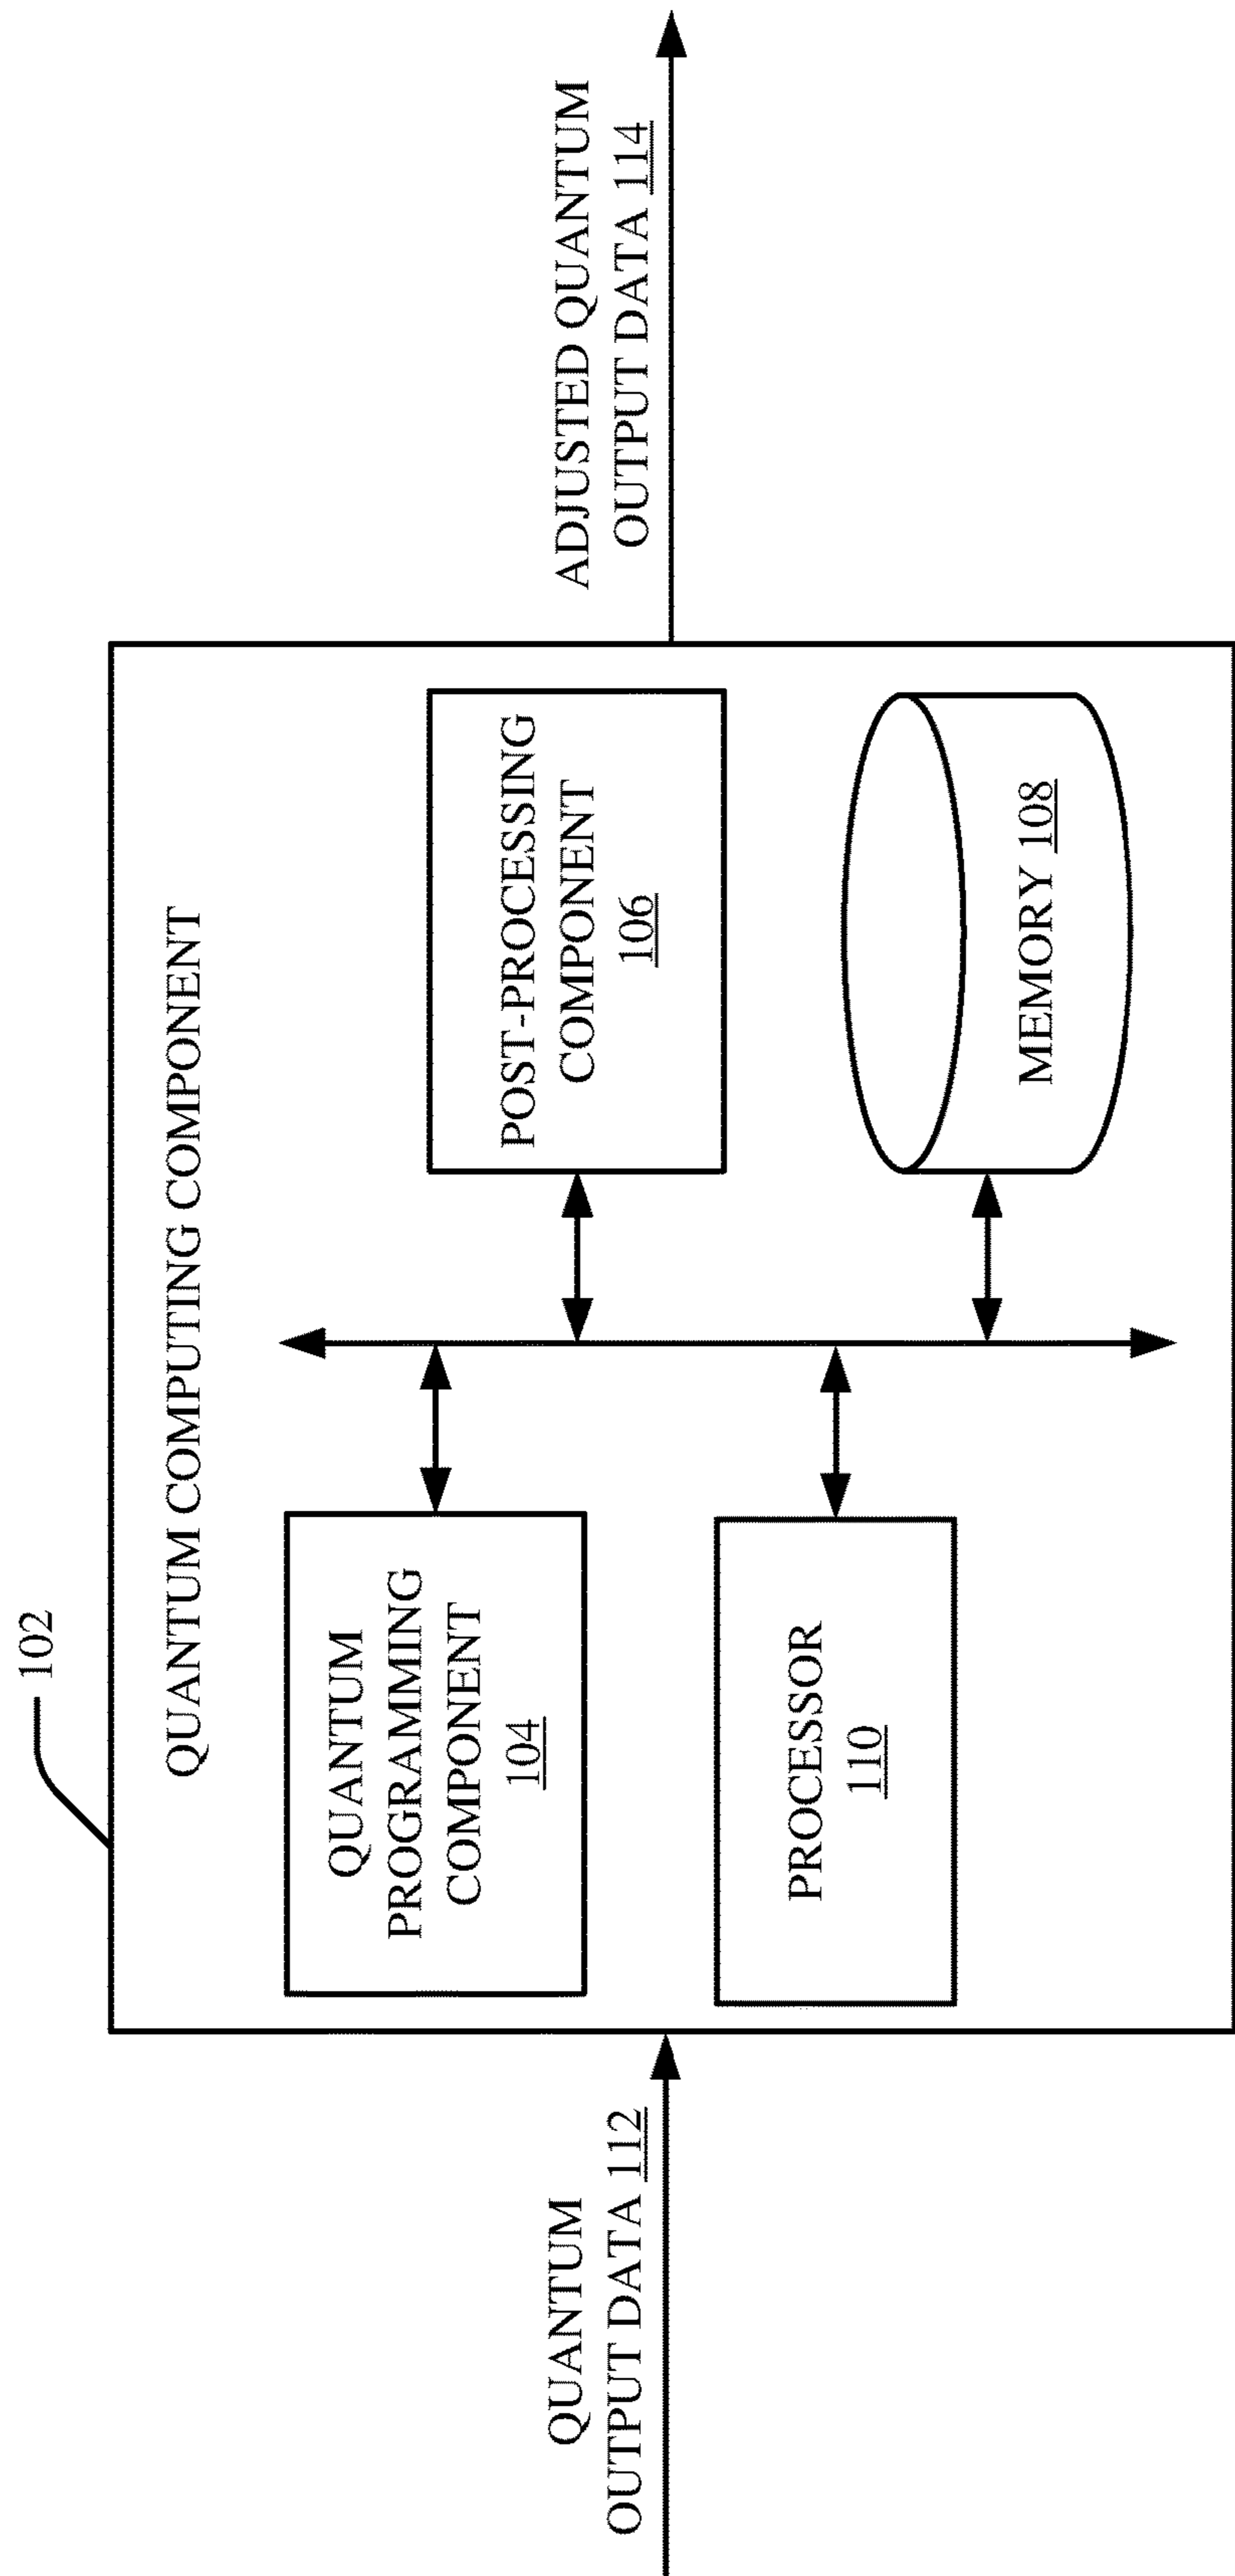 102
QUANTUM COMPUTING COMPONENT
QUANTUM
PROGRAMMING
COMPONENT
104
POST-PROCESSING
COMPONENT
106
PROCESSOR
110
MEMORY 108
QUANTUM
OUTPUT DATA 112
ADJUSTED QUANTUM
OUTPUT DATA 114